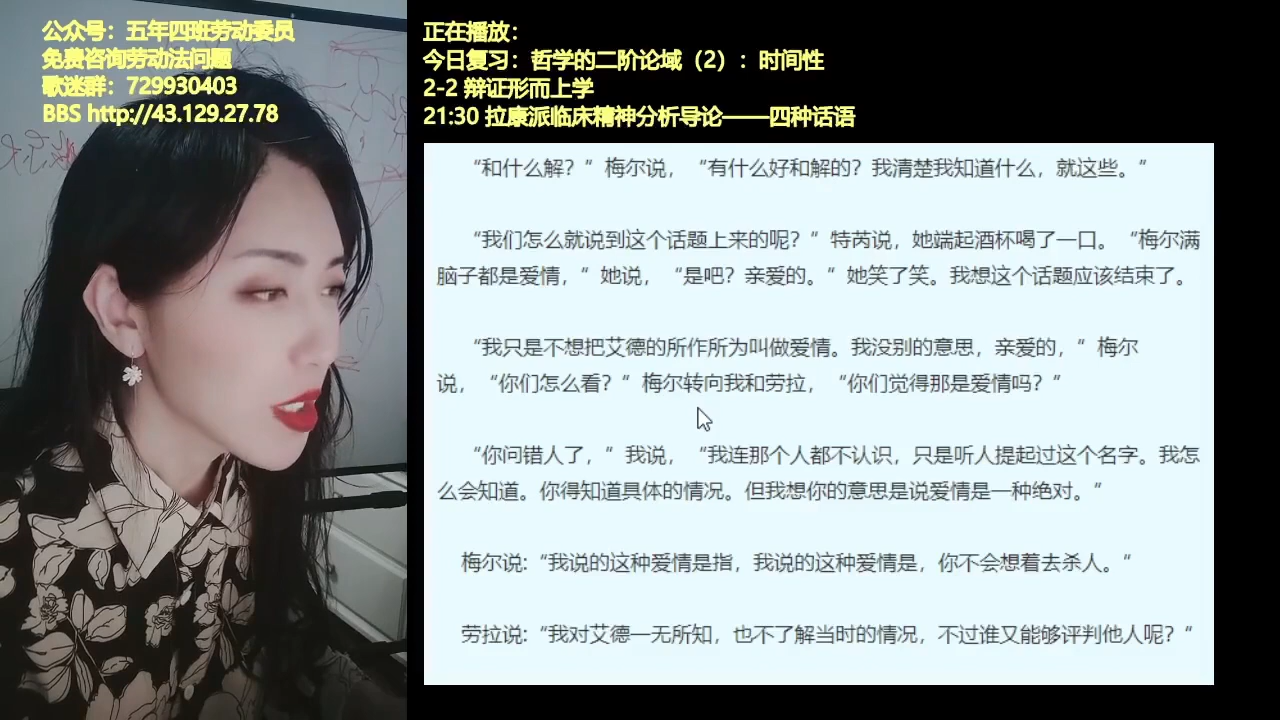 公众号：五年四班劳动委员
免费咨询劳动法问题
歌迷群：729930403
BBS http://43.129.27.78
正在播放：
今日复习：哲学的二阶论域（2）：时间性
2-2 辩证形而上学
21:30 拉康派临床精神分析导论——四种话语
“和什么解？”梅尔说，“有什么好和解的？我清楚我知道什么，就这些。”
“我们怎么就说到这个话题上来的呢？”特芮说，她端起酒杯喝了一口。“梅尔满
脑子都是爱情，”她说，“是吧？亲爱的。”她笑了笑。我想这个话题应该结束了。
“我只是不想把艾德的所作所为叫做爱情。我没别的意思，亲爱的，”梅尔
说，“你们怎么看？”梅尔转向我和劳拉，“你们觉得那是爱情吗？”
“你问错人了，”我说，“我连那个人都不认识，只是听人提起过这个名字。我怎
么会知道。你得知道具体的情况。但我想你的意思是说爱情是一种绝对。”
梅尔说:“我说的这种爱情是指，我说的这种爱情是，你不会想着去杀人。”
劳拉说:“我对艾德一无所知，也不了解当时的情况，不过谁又能够评判他人呢？”